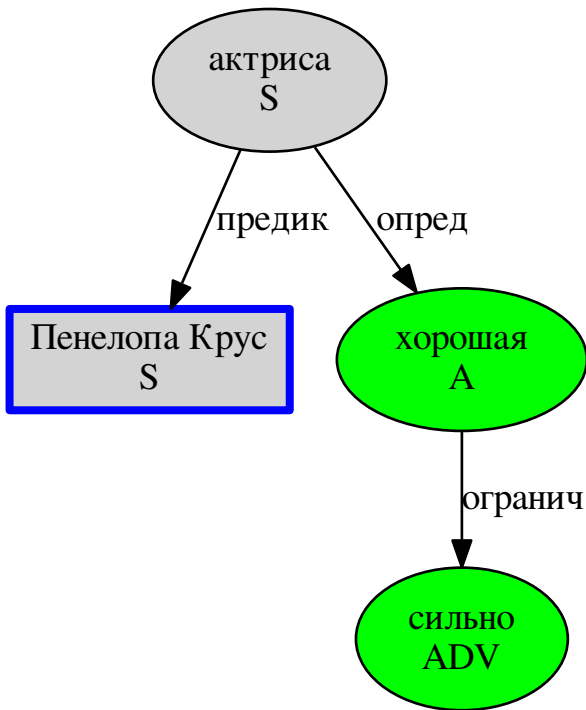 актриса
S
предик
опред
Пенелопа Крус
S
хорошая
A
огранич
сильно
ADV